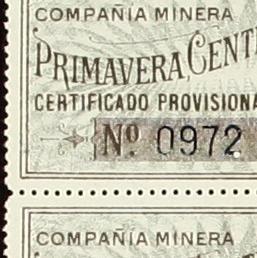 COMPAÑIA MINERA
PRIMAVERA,
CERTIFICADO
Nº 0972
COMPAÑIA MINERA